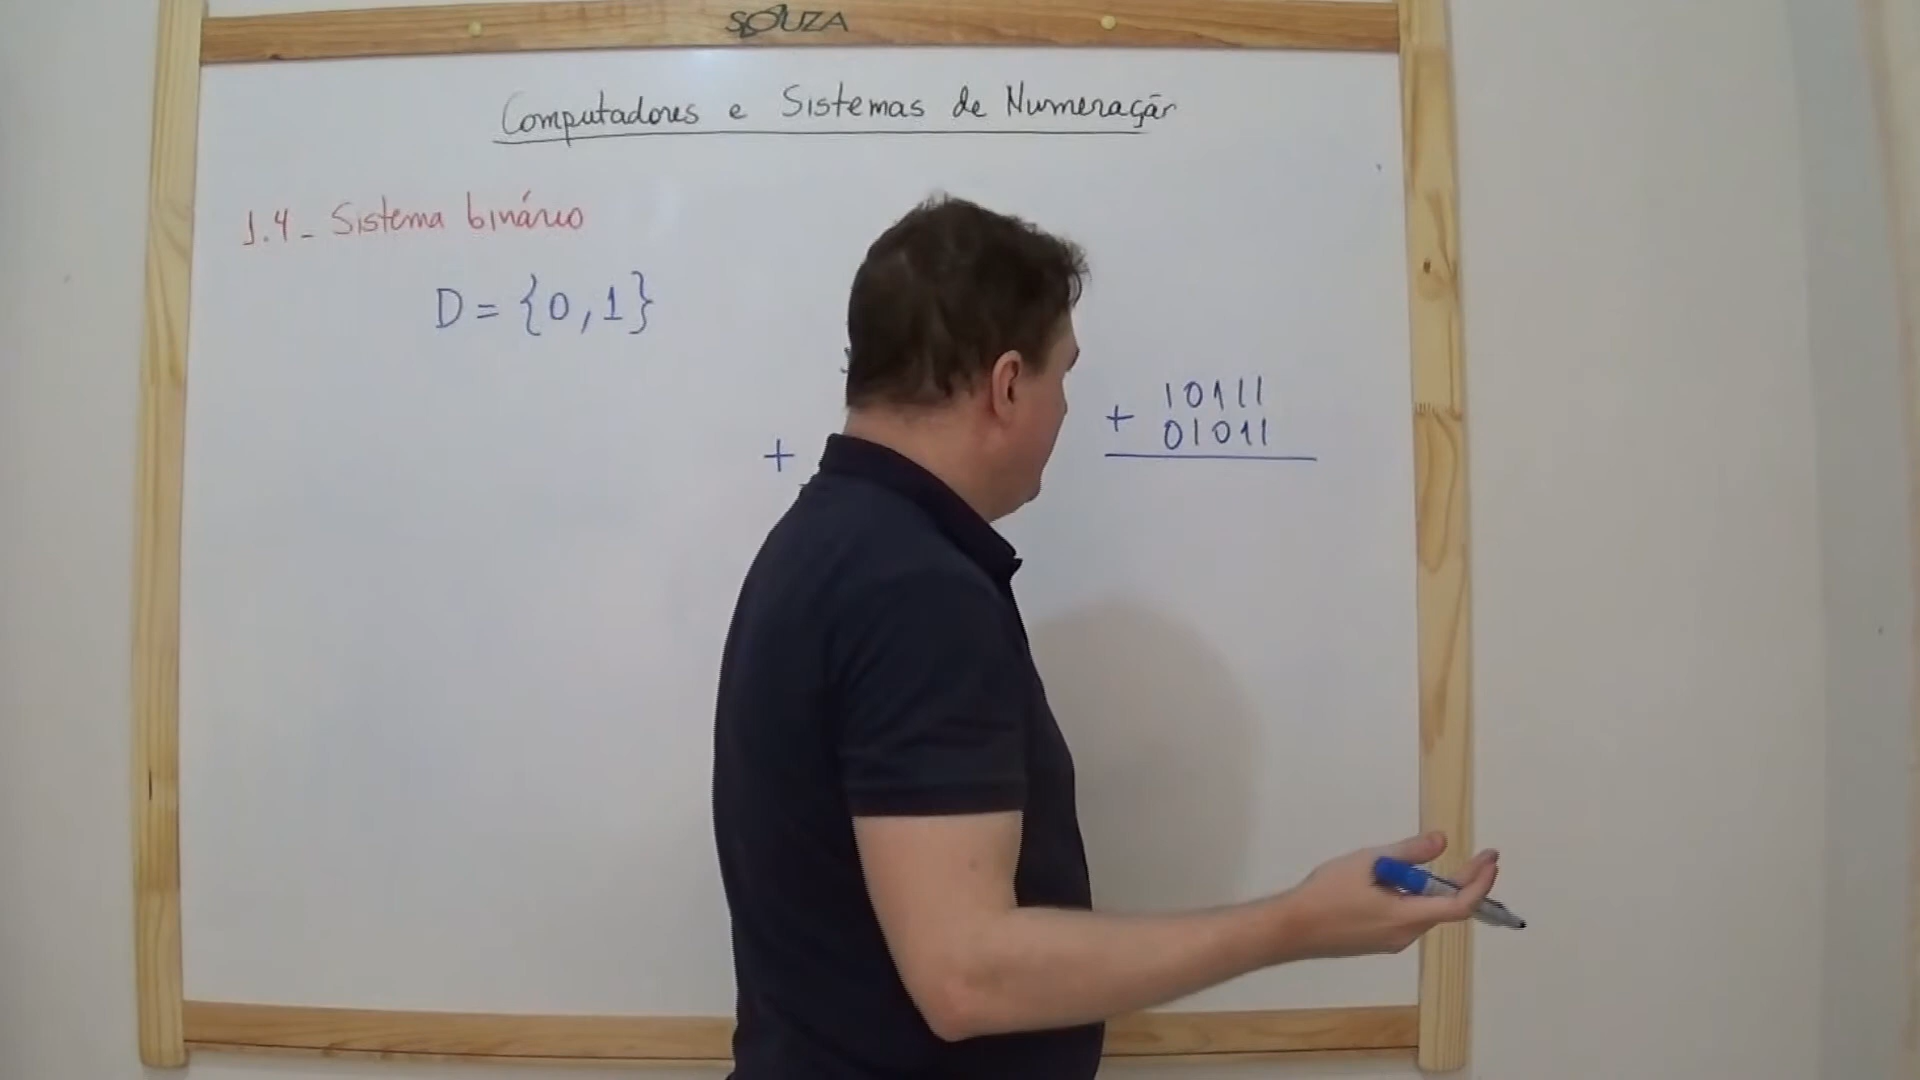 SOUZA
Computadores e Sistemas de Numeração
1.4 - Sistema binário
D = {0,1}
+ 10111
01011
+